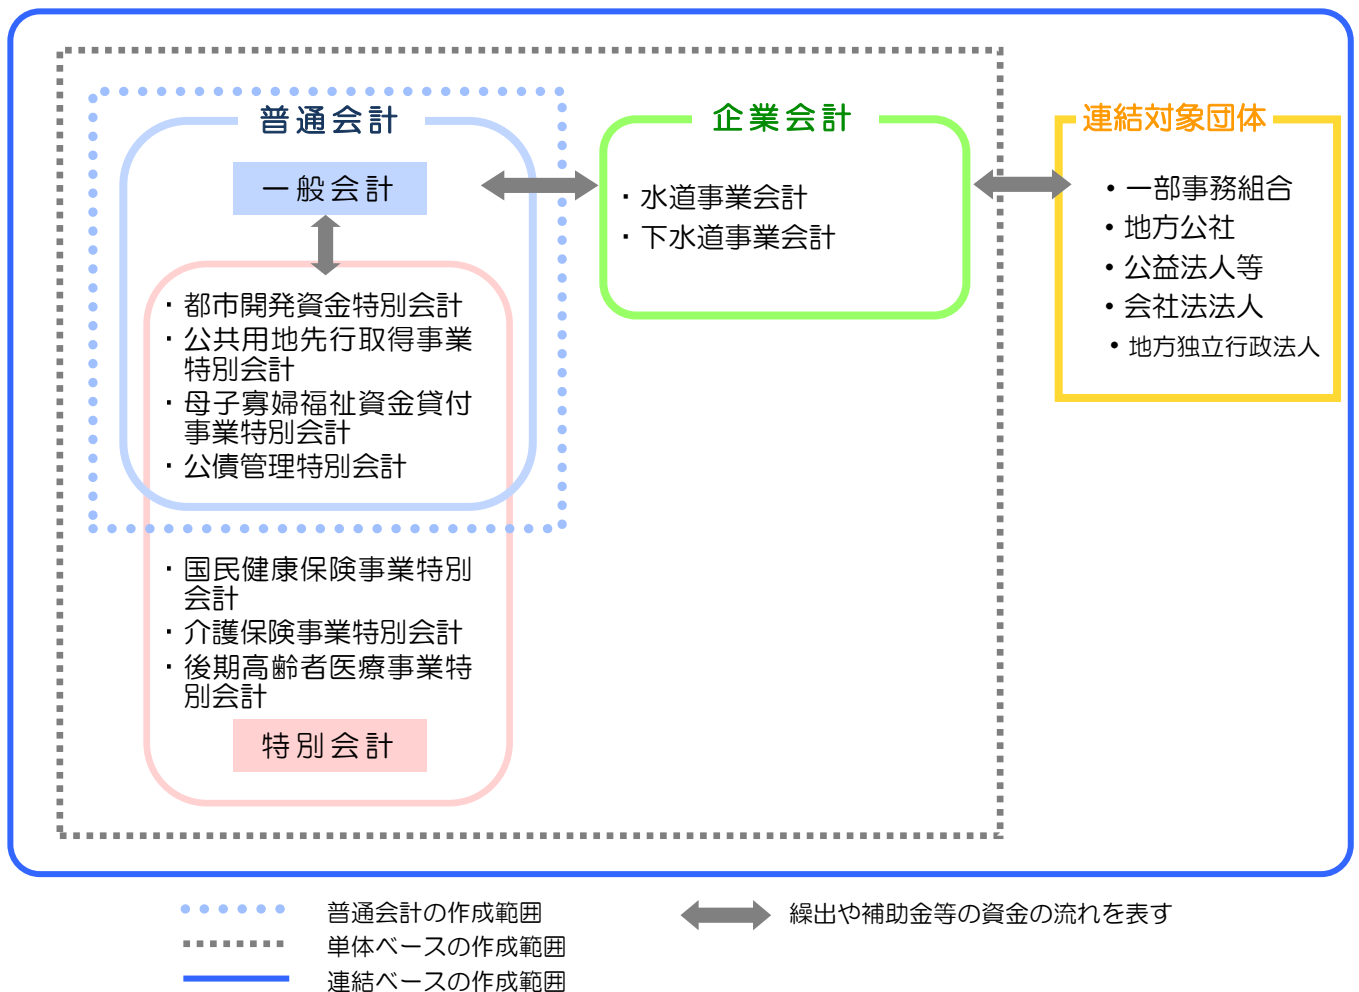 普通会計
一般会計
・都市開発資金特別会計
・公共用地先行取得事業
特別会計
・母子寡婦福祉資金貸付
事業特別会計
・公債管理特別会計
・国民健康保険事業特別
会計
・介護保険事業特別会計
・後期高齢者医療事業特
別会計
特別会計
企業会計
・水道事業会計
・下水道事業会計
連結対象団体
・一部事務組合
・地方公社
・公益法人等
・会社法法人
・地方独立行政法人
普通会計の作成範囲
単体ベースの作成範囲
連結ベースの作成範囲
繰出や補助金等の資金の流れを表す